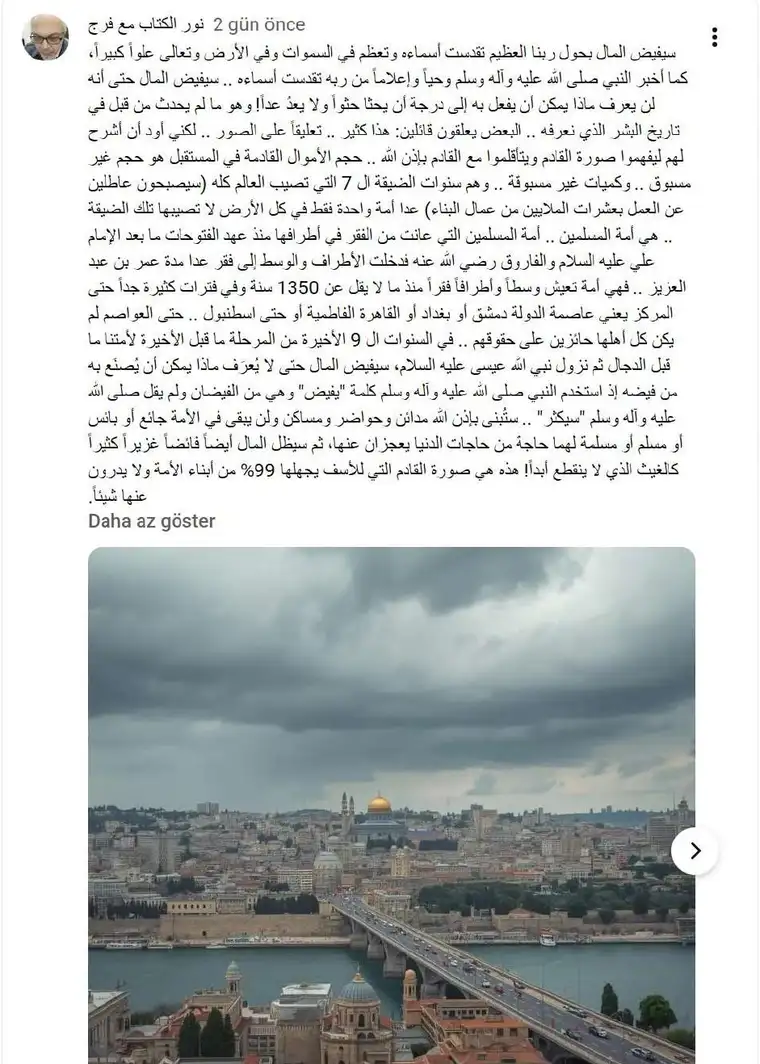 نور الكتاب مع فرج 2 gün önce
سيفيض المال بحول ربنا العظيم تقدست أسماءه وتعظم في السموات وفي الأرض وتعالى علواً كبيراً،
كما أخبر النبي صلى الله عليه وآله وسلم وحياً وإعلاماً من ربه تقدست أسماءه .. سيفيض المال حتى أنه
لن يعرف ماذا يمكن أن يفعل به إلى درجة أن يحثا حثواً ولا يعدُ عداً! وهو ما لم يحدث من قبل في
تاريخ البشر الذي نعرفه .. البعض يعلقون قائلين: هذا كثير .. تعليقاً على الصور .. لكني أود أن أشرح
لهم ليفهموا صورة القادم ويتأقلموا مع القادم بإذن الله .. حجم الأموال القادمة في المستقبل هو حجم غير
مسبوق .. وكميات غير مسبوقة .. وهم سنوات الضيقة ال 7 التي تصيب العالم كله (سيصبحون عاطلين
عن العمل بعشرات الملايين من عمال البناء) عدا أمة واحدة فقط في كل الأرض لا تصيبها تلك الضيقة
.. هي أمة المسلمين .. أمة المسلمين التي عانت من الفقر في أطرافها منذ عهد الفتوحات ما بعد الإمام
علي عليه السلام والفاروق رضي الله عنه فدخلت الأطراف والوسط إلى فقر عدا مدة عمر بن عبد
العزيز .. فهي أمة تعيش وسطاً وأطرافاً فقراً منذ ما لا يقل عن 1350 سنة وفي فترات كثيرة جداً حتى
المركز يعني عاصمة الدولة دمشق أو بغداد أو القاهرة الفاطمية أو حتى اسطنبول .. حتى العواصم لم
يكن كل أهلها حائزين على حقوقهم .. في السنوات ال 9 الأخيرة من المرحلة ما قبل الأخيرة لأمتنا ما
قبل الدجال ثم نزول نبي الله عيسى عليه السلام، سيفيض المال حتى لا يُعرَف ماذا يمكن أن يُصنَع به
من فيضه إذ استخدم النبي صلى الله عليه وآله وسلم كلمة "يفيض" وهي من الفيضان ولم يقل صلى الله
عليه وآله وسلم "سيكثر" .. ستُبنى بإذن الله مدائن وحواضر ومساكن ولن يبقى في الأمة جائع أو بائس
أو مسلم أو مسلمة لهما حاجة من حاجات الدنيا يعجزان عنها، ثم سيظل المال أيضاً فائضاً غزيراً كثيراً
كالغيث الذي لا ينقطع أبداً! هذه هي صورة القادم التي للأسف يجهلها 99% من أبناء الأمة ولا يدرون
عنها شيئاً.
Daha az göster